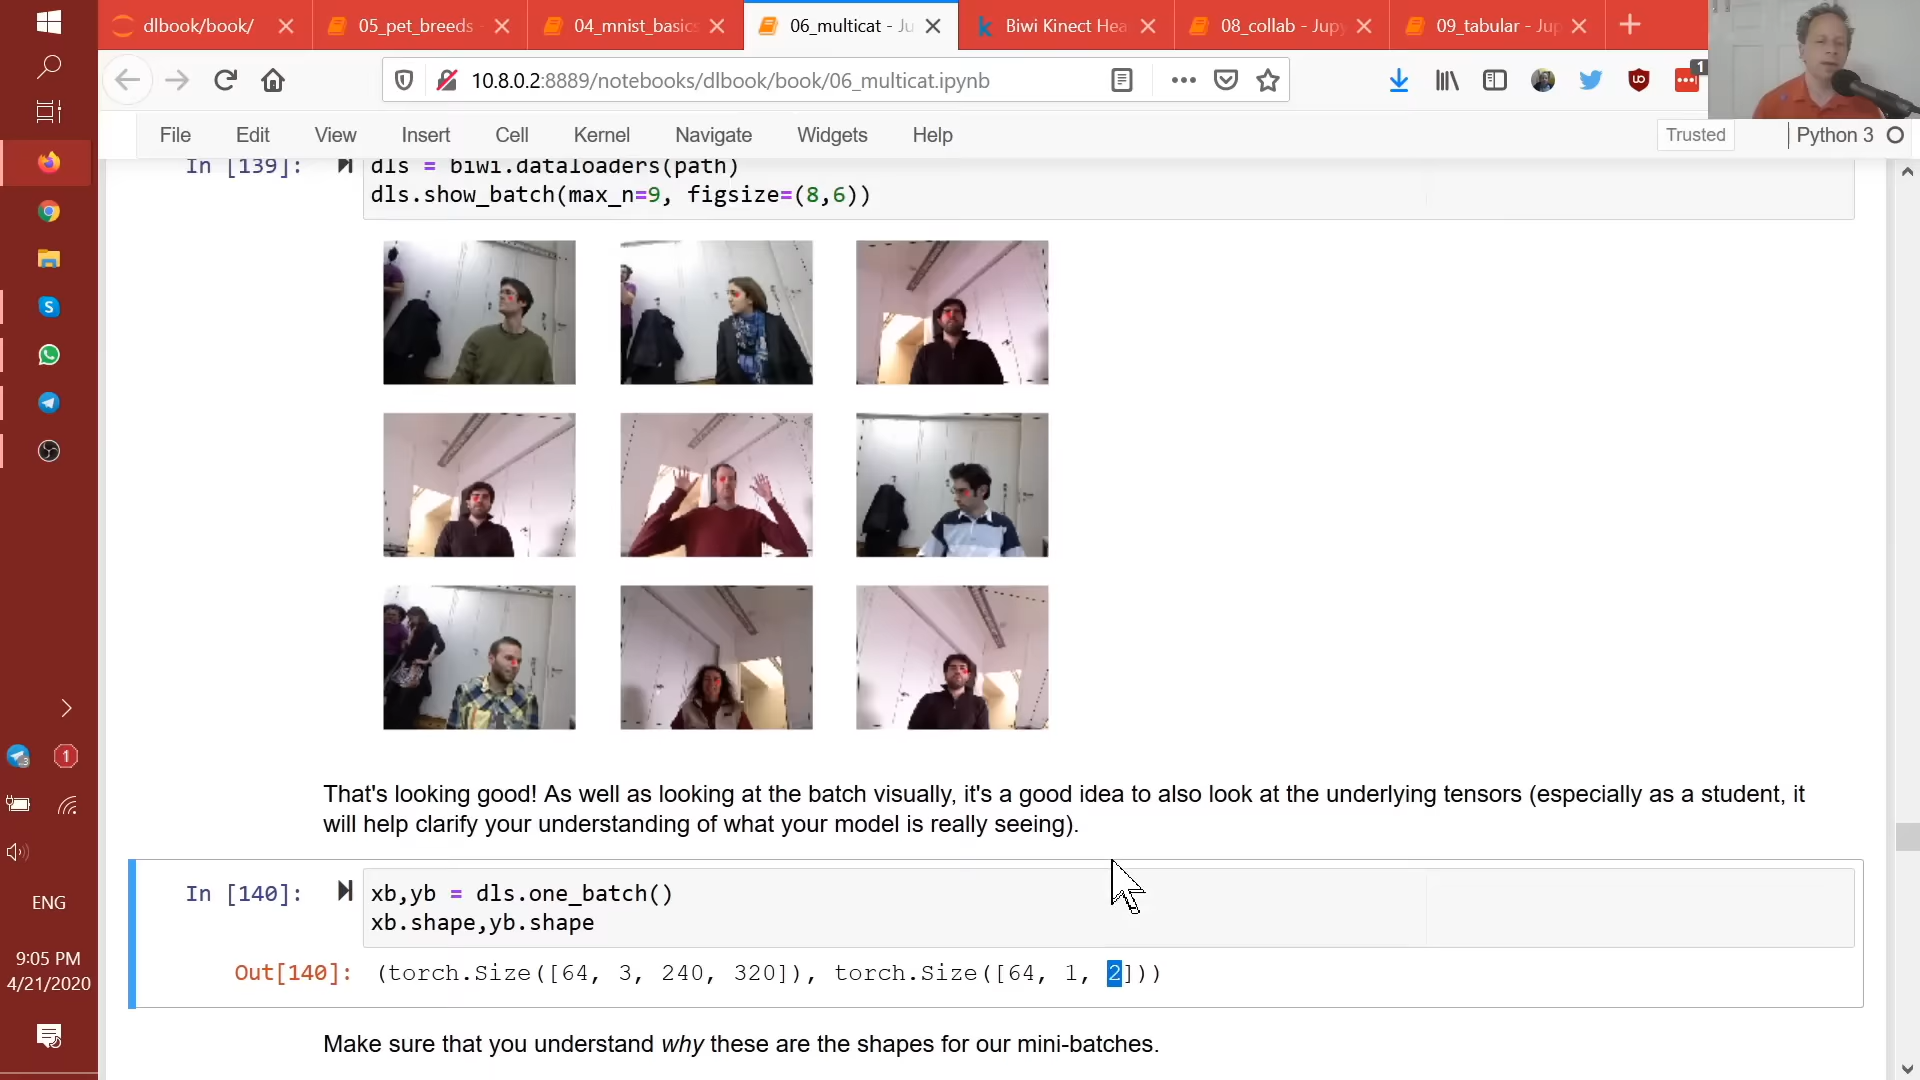 dlbook/book/
05_pet_breeds -
04_mnist_basics
06_multicat - Ju
Biwi Kinect Hea
08_collab - Jupy
09_tabular - Jup
10.8.0.2:8889/notebooks/dlbook/book/06_multicat.ipynb
1
File Edit View Insert Cell Kernel Navigate Widgets Help
Trusted
Python 3
In [139]:
dls = biwi.dataloaders(path)
dls.show_batch(max_n=9, figsize=(8,6))
That's looking good! As well as looking at the batch visually, it's a good idea to also look at the underlying tensors (especially as a student, it
will help clarify your understanding of what your model is really seeing).
In [140]:
xb,yb = dls.one_batch()
xb.shape,yb.shape
Out[140]:
(torch.Size([64, 3, 240, 320]), torch.Size([64, 1, 2]))
Make sure that you understand why these are the shapes for our mini-batches.
1
ENG
9:05 PM
4/21/2020